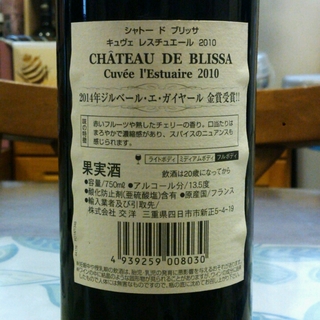 シャトー ド ブリッサ
キュヴェ レスチュエール 2010
CHÂTEAU DE BLISSA
Cuvée l'Estuaire 2010
2014年ジルベール・エ・ガイヤール 金賞受賞!!
赤いフルーツや熟したチェリーの香り。口当たりは
まろやかで濃縮感があり、スパイスのニュアンスも
感じられます。
果実酒
ライトボディ ミディアムボディ フルボディ
飲酒は20歳になってから
●容量/750ml ●アルコール分/13.5度
●酸化防止剤(亜硫酸塩)含有 ●原産国/フランス
●輸入業者及び引取先/
株式会社 交洋 三重県四日市市新正5-4-19
4 939259 008030